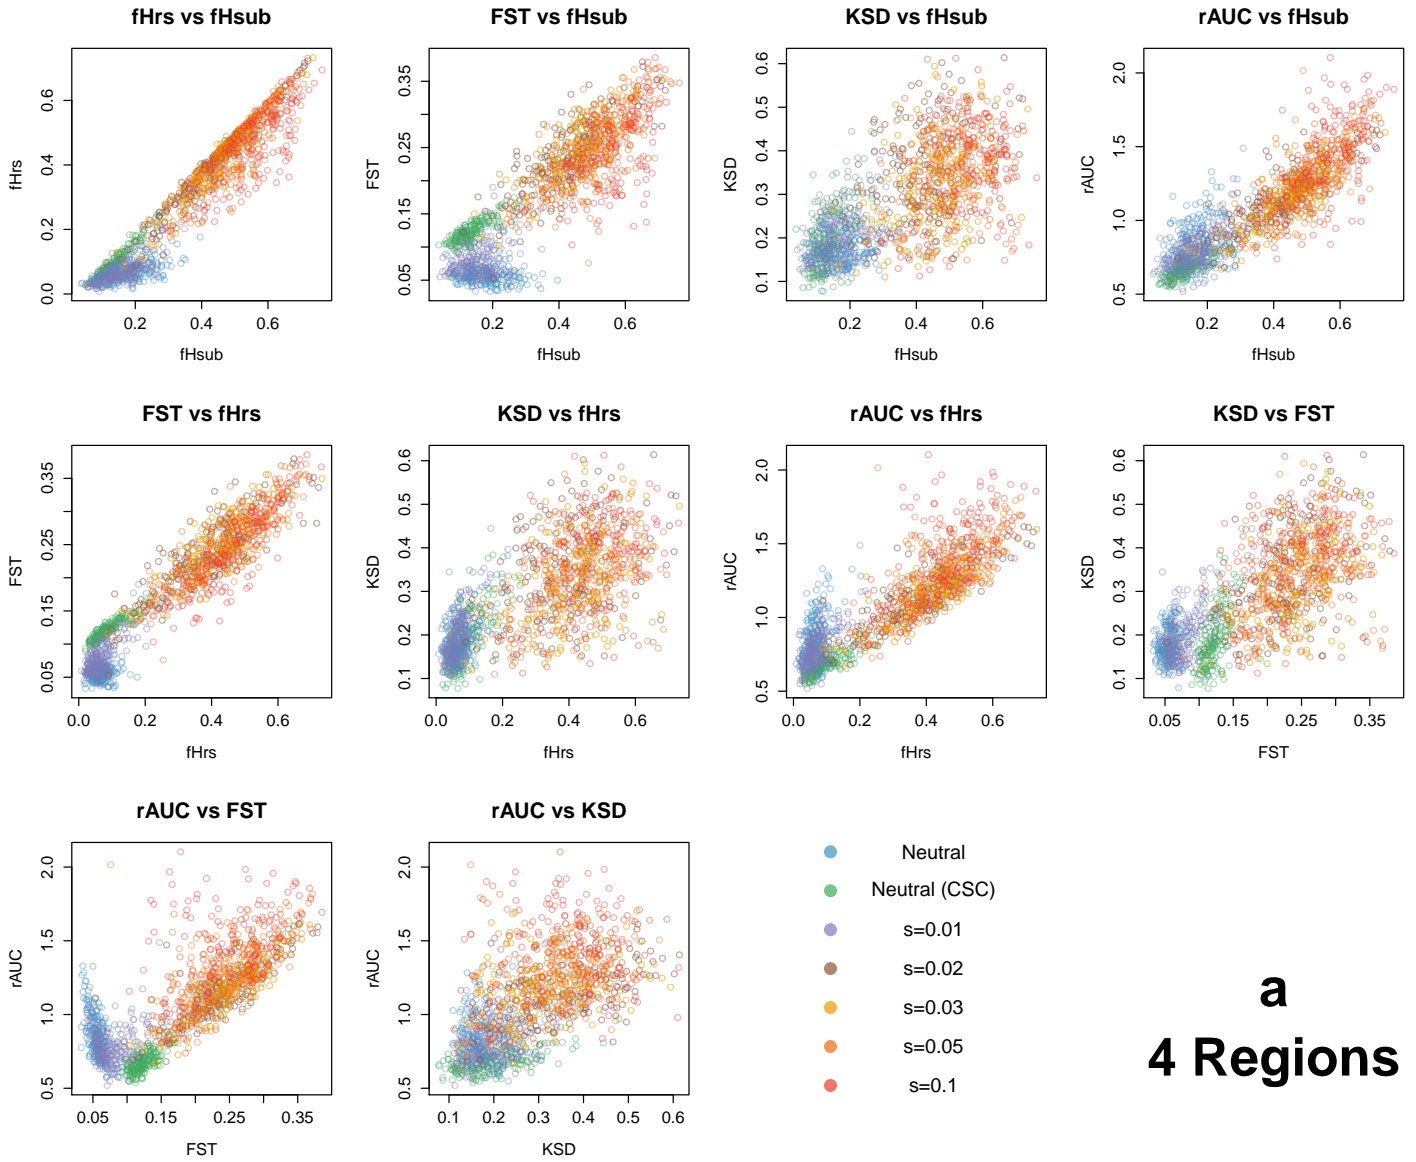 fHrs vs fHsub
FST vs fHsub
KSD vs fHsub
rAUC vs fHsub
fHrs
0.0 0.2 0.4 0.6
0.2 0.4 0.6
fHsub
FST
0.05 0.15 0.25 0.35
0.2 0.4 0.6
fHsub
KSD
0.1 0.2 0.3 0.4 0.5 0.6
0.2 0.4 0.6
fHsub
rAUC
0.5 1.0 1.5 2.0
0.2 0.4 0.6
fHsub
FST vs fHrs
KSD vs fHrs
rAUC vs fHrs
KSD vs FST
FST
0.05 0.15 0.25 0.35
0.0 0.2 0.4 0.6
fHrs
KSD
0.1 0.2 0.3 0.4 0.5 0.6
0.0 0.2 0.4 0.6
fHrs
rAUC
0.5 1.0 1.5 2.0
0.0 0.2 0.4 0.6
fHrs
KSD
0.1 0.2 0.3 0.4 0.5 0.6
0.05 0.15 0.25 0.35
FST
rAUC vs FST
rAUC vs KSD
rAUC
0.5 1.0 1.5 2.0
0.05 0.15 0.25 0.35
FST
rAUC
0.5 1.0 1.5 2.0
0.1 0.2 0.3 0.4 0.5 0.6
KSD
Neutral
Neutral (CSC)
s=0.01
s=0.02
s=0.03
s=0.05
s=0.1
a
4 Regions